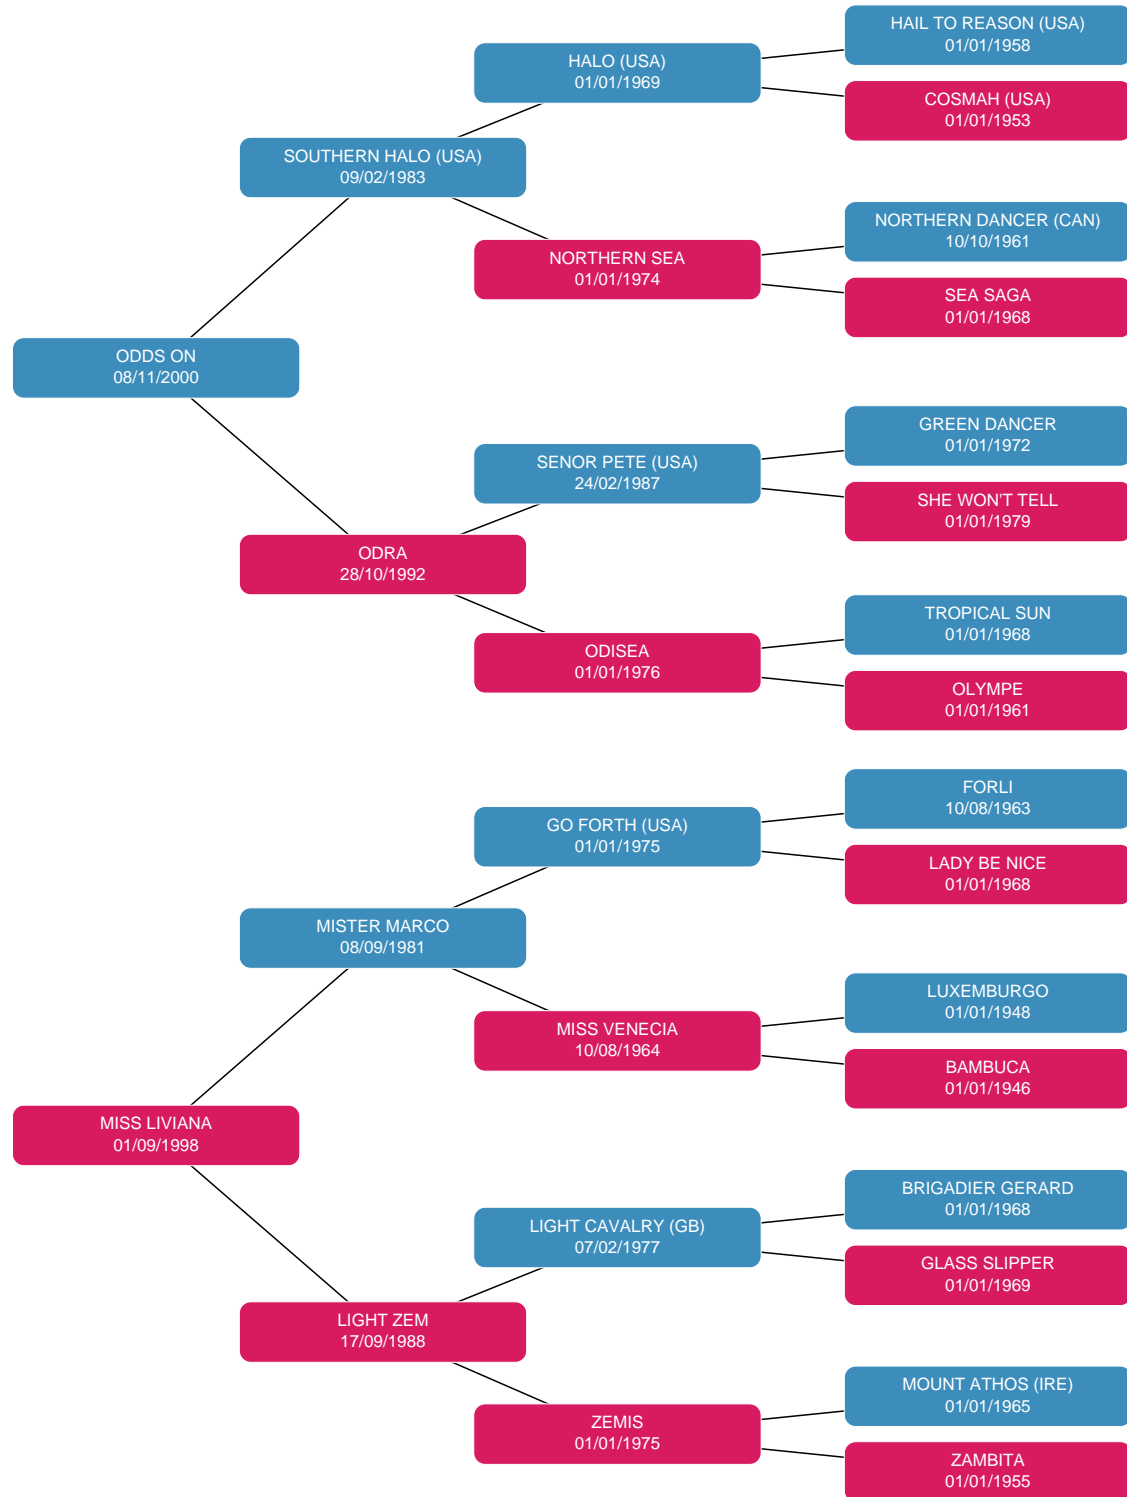 HAIL TO REASON (USA)
01/01/1958
HALO (USA)
01/01/1969
COSMAH (USA)
01/01/1953
SOUTHERN HALO (USA)
09/02/1983
NORTHERN DANCER (CAN)
10/10/1961
NORTHERN SEA
01/01/1974
SEA SAGA
01/01/1968
ODDS ON
08/11/2000
GREEN DANCER
01/01/1972
SENOR PETE (USA)
24/02/1987
SHE WON'T TELL
01/01/1979
ODRA
28/10/1992
TROPICAL SUN
01/01/1968
ODISEA
01/01/1976
OLYMPE
01/01/1961
FORLI
10/08/1963
GO FORTH (USA)
01/01/1975
LADY BE NICE
01/01/1968
MISTER MARCO
08/09/1981
LUXEMBURGO
01/01/1948
MISS VENECIA
10/08/1964
BAMBUCA
01/01/1946
MISS LIVIANA
01/09/1998
BRIGADIER GERARD
01/01/1968
LIGHT CAVALRY (GB)
07/02/1977
GLASS SLIPPER
01/01/1969
LIGHT ZEM
17/09/1988
MOUNT ATHOS (IRE)
01/01/1965
ZEMIS
01/01/1975
ZAMBITA
01/01/1955